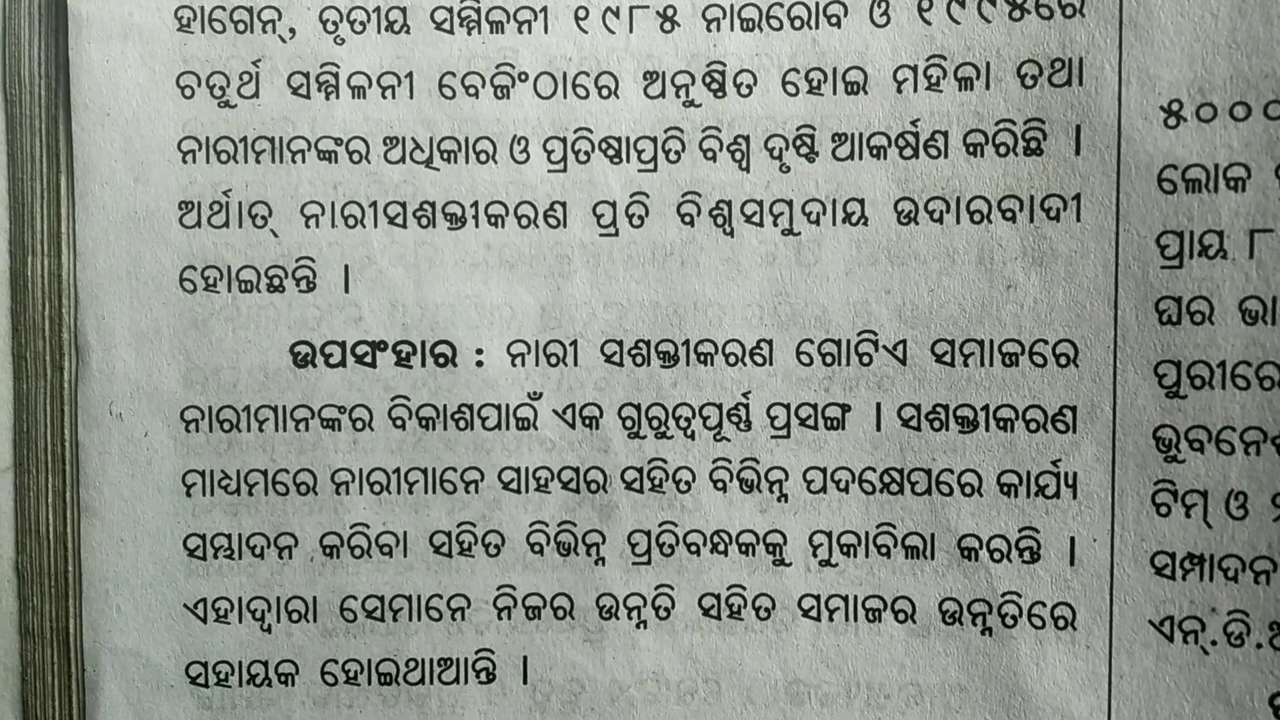 ହାଗେନ୍, ତୃତୀୟ ସମ୍ମିଳନୀ ୧୯୮୫ ନାଇରୋବି ଓ ୧୯୯୫ରେ
ଚତୁର୍ଥ ସମ୍ମିଳନୀ ବେଜିଂଠାରେ ଅନୁଷ୍ଠିତ ହୋଇ ମହିଳା ତଥା
ନାରୀମାନଙ୍କର ଅଧିକାର ଓ ପ୍ରତିଷ୍ଠାପ୍ରତି ବିଶ୍ୱ ଦୃଷ୍ଟି ଆକର୍ଷଣ କରିଛି ।
ଅର୍ଥାତ୍ ନାରୀସଶକ୍ତୀକରଣ ପ୍ରତି ବିଶ୍ୱସମୁଦାୟ ଉଦାରବାଦୀ
ହୋଇଛନ୍ତି ।
ଉପସଂହାର : ନାରୀ ସଶକ୍ତୀକରଣ ଗୋଟିଏ ସମାଜରେ
ନାରୀମାନଙ୍କର ବିକାଶପାଇଁ ଏକ ଗୁରୁତ୍ୱପୂର୍ଣ୍ଣ ପ୍ରସଙ୍ଗ । ସଶକ୍ତୀକରଣ
ମାଧ୍ୟମରେ ନାରୀମାନେ ସାହସର ସହିତ ବିଭିନ୍ନ ପଦକ୍ଷେପରେ କାର୍ଯ୍ୟ
ସମ୍ଭାଦନ କରିବା ସହିତ ବିଭିନ୍ନ ପ୍ରତିବନ୍ଧକକୁ ମୁକାବିଲା କରନ୍ତି ।
ଏହାଦ୍ୱାରା ସେମାନେ ନିଜର ଉନ୍ନତି ସହିତ ସମାଜର ଉନ୍ନତିରେ
ସହାୟକ ହୋଇଥାଆନ୍ତି ।
୫୦୦୦
ଲୋକ
ପ୍ରାୟ ୮
ଘର ଭା
ପୁରୀରେ
ଟିମ୍ ଓ
ସମ୍ପାଦନ
ଏନ୍.ଡି.